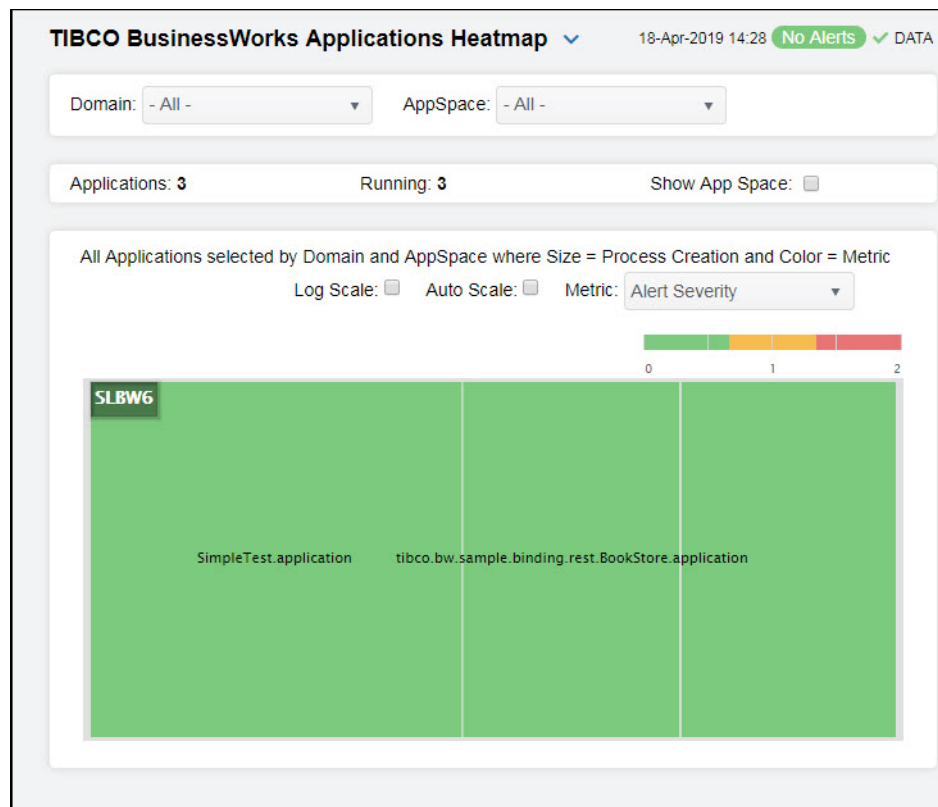 TIBCO BusinessWorks Applications Heatmap 18-Apr-2019 14:28 No Alerts DATA
Domain: - All - AppSpace: - All -
Applications: 3 Running: 3 Show App Space:
All Applications selected by Domain and AppSpace where Size = Process Creation and Color = Metric
Log Scale: Auto Scale: Metric: Alert Severity
0 1 2
SLBW6
SimpleTest.application tibco.bw.sample.binding.rest.BookStore.application